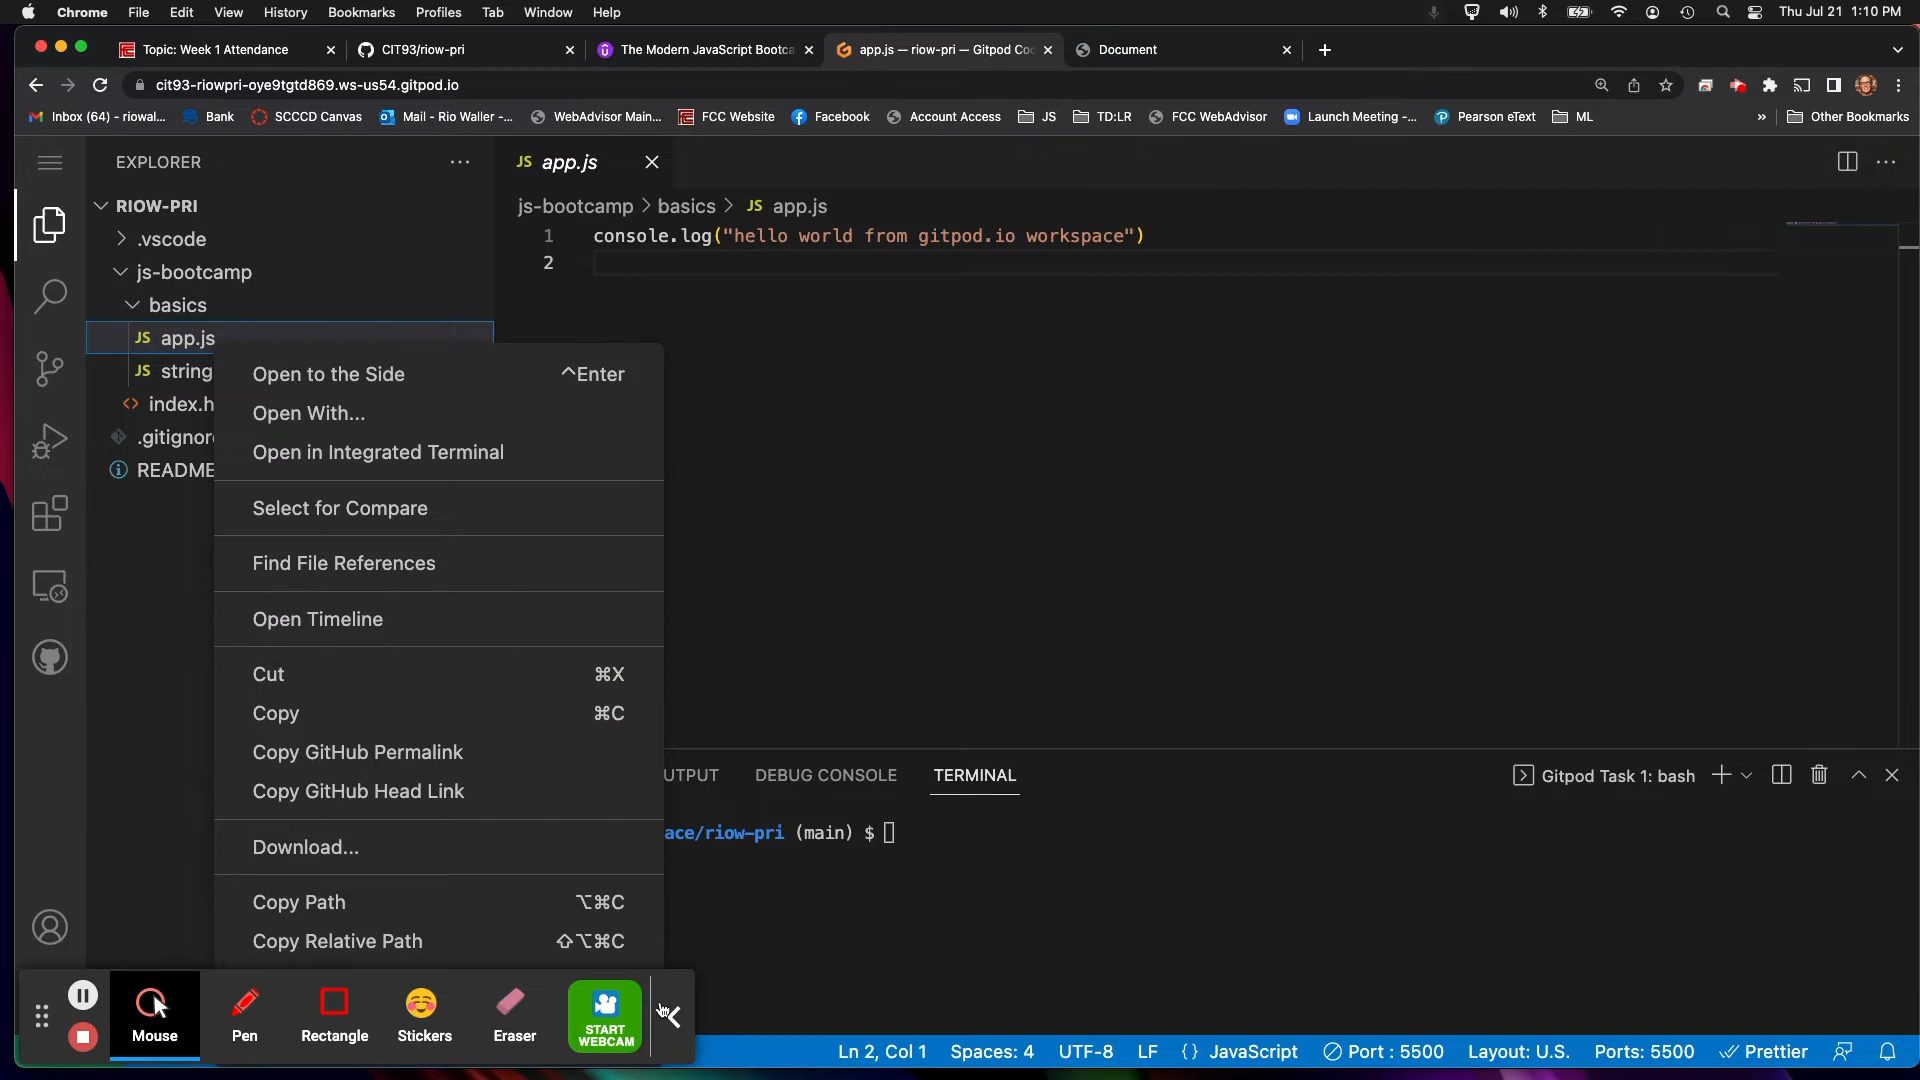 Chrome File Edit View History Bookmarks Profiles Tab Window Help Thu Jul 21 1:10 PM
Topic: Week 1 Attendance CIT93/riow-pri The Modern JavaScript Bootca app.js — riow-pri — Gitpod Co Document
cit93-riowpri-oye9tgtd869.ws-us54.gitpod.io
Inbox (64) - riowal... Bank SCCCD Canvas Mail - Rio Waller -... WebAdvisor Main... FCC Website Facebook Account Access JS TD:LR FCC WebAdvisor Launch Meeting -... Pearson eText ML » Other Bookmarks
EXPLORER ...
JS app.js
RIOW-PRI
js-bootcamp > basics > JS app.js
.vscode
1 console.log("hello world from gitpod.io workspace")
2
js-bootcamp
basics
JS app.js
JS string
index.h
.gitignor
README
Open to the Side ^Enter
Open With...
Open in Integrated Terminal
Select for Compare
Find File References
Open Timeline
Cut ⌘X
Copy ⌘C
Copy GitHub Permalink
Copy GitHub Head Link
Download...
Copy Path ⌥⌘C
Copy Relative Path ⇧⌥⌘C
UTPUT DEBUG CONSOLE TERMINAL Gitpod Task 1: bash
ace/riow-pri (main) $
Mouse Pen Rectangle Stickers Eraser START WEBCAM
Ln 2, Col 1 Spaces: 4 UTF-8 LF {} JavaScript Port : 5500 Layout: U.S. Ports: 5500 Prettier